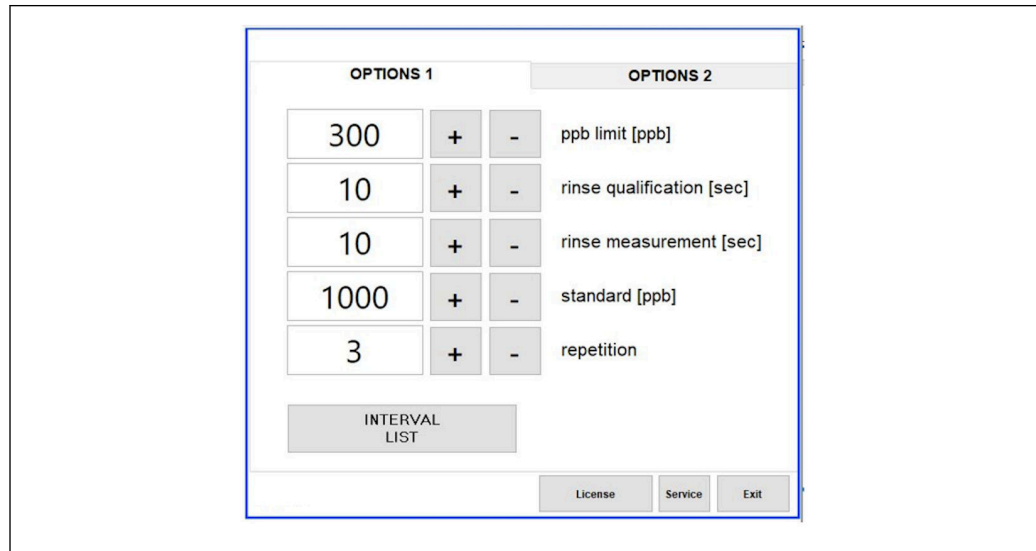 OPTIONS 1 OPTIONS 2
300 + - ppb limit [ppb]
10 + - rinse qualification [sec]
10 + - rinse measurement [sec]
1000 + - standard [ppb]
3 + - repetition
INTERVAL
LIST
License Service Exit